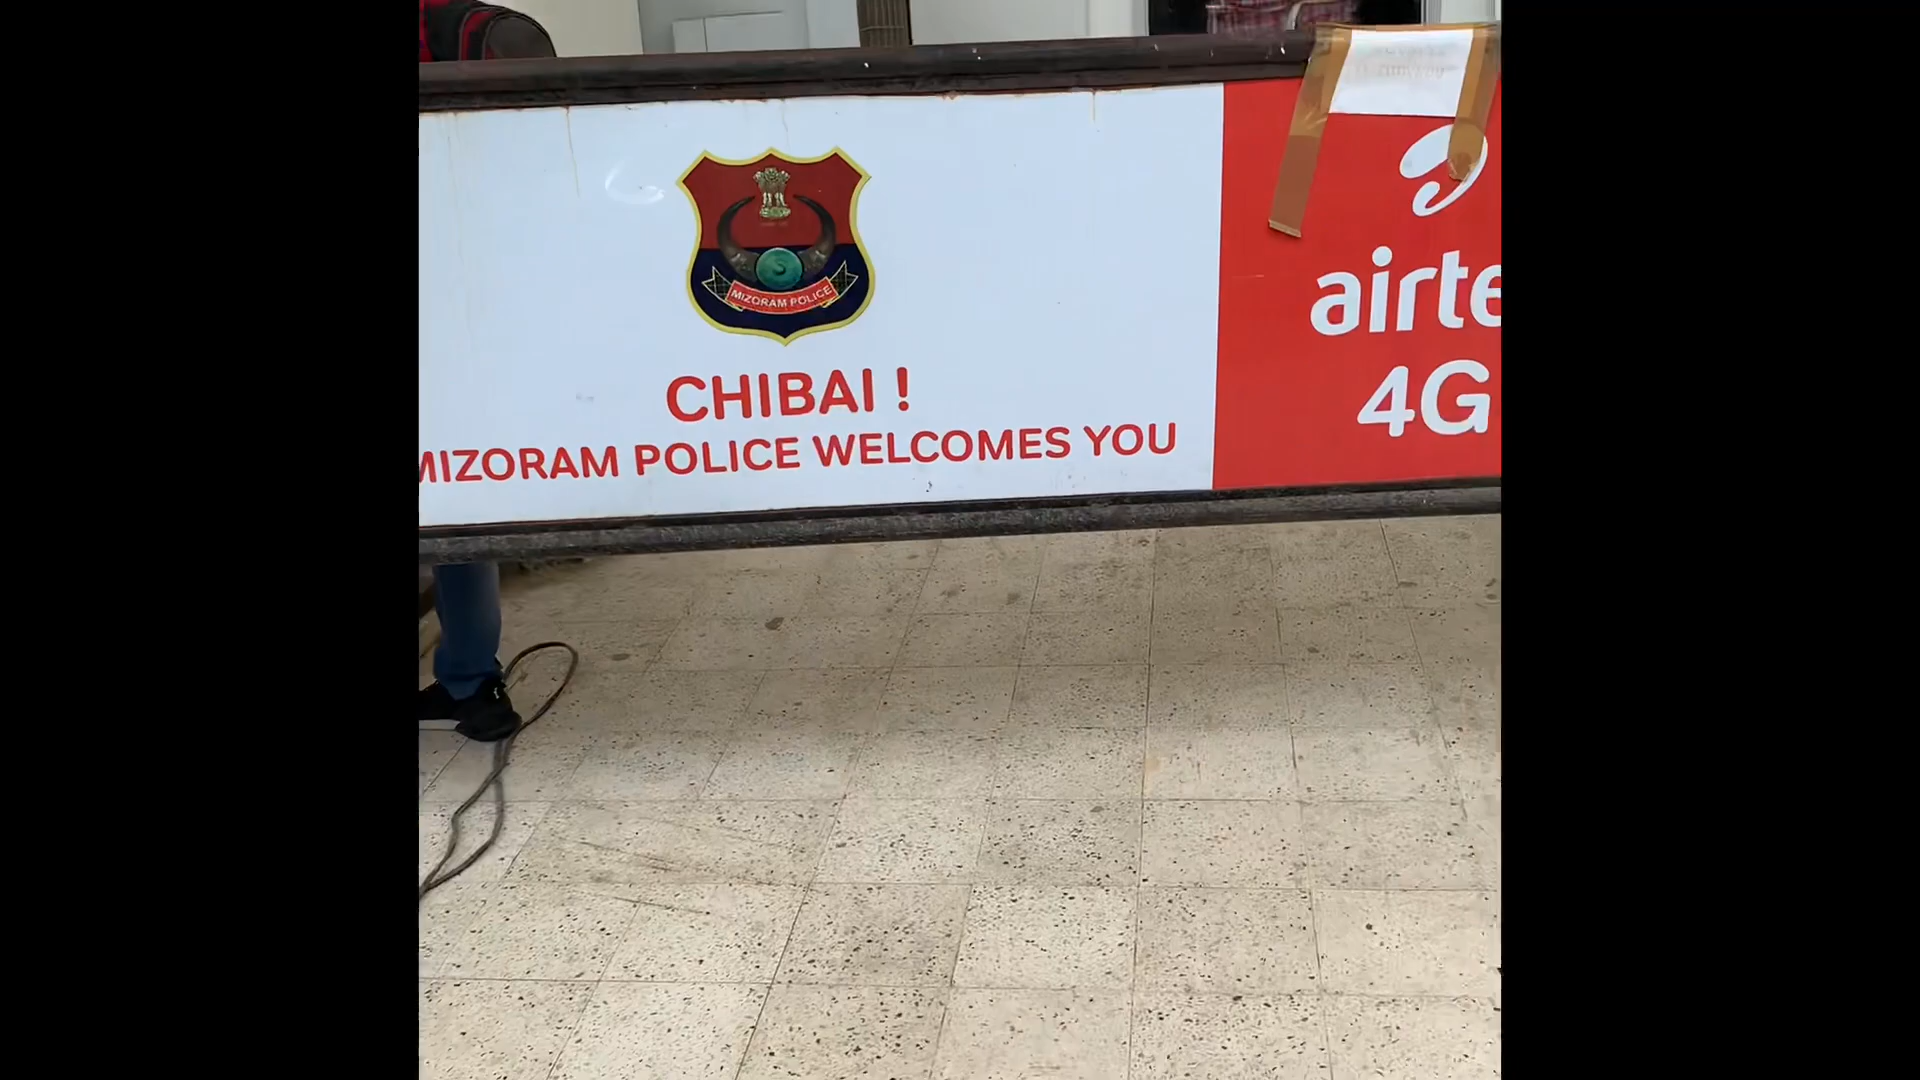 MIZORAM POLICE
CHIBAI !
MIZORAM POLICE WELCOMES YOU
airte
4G